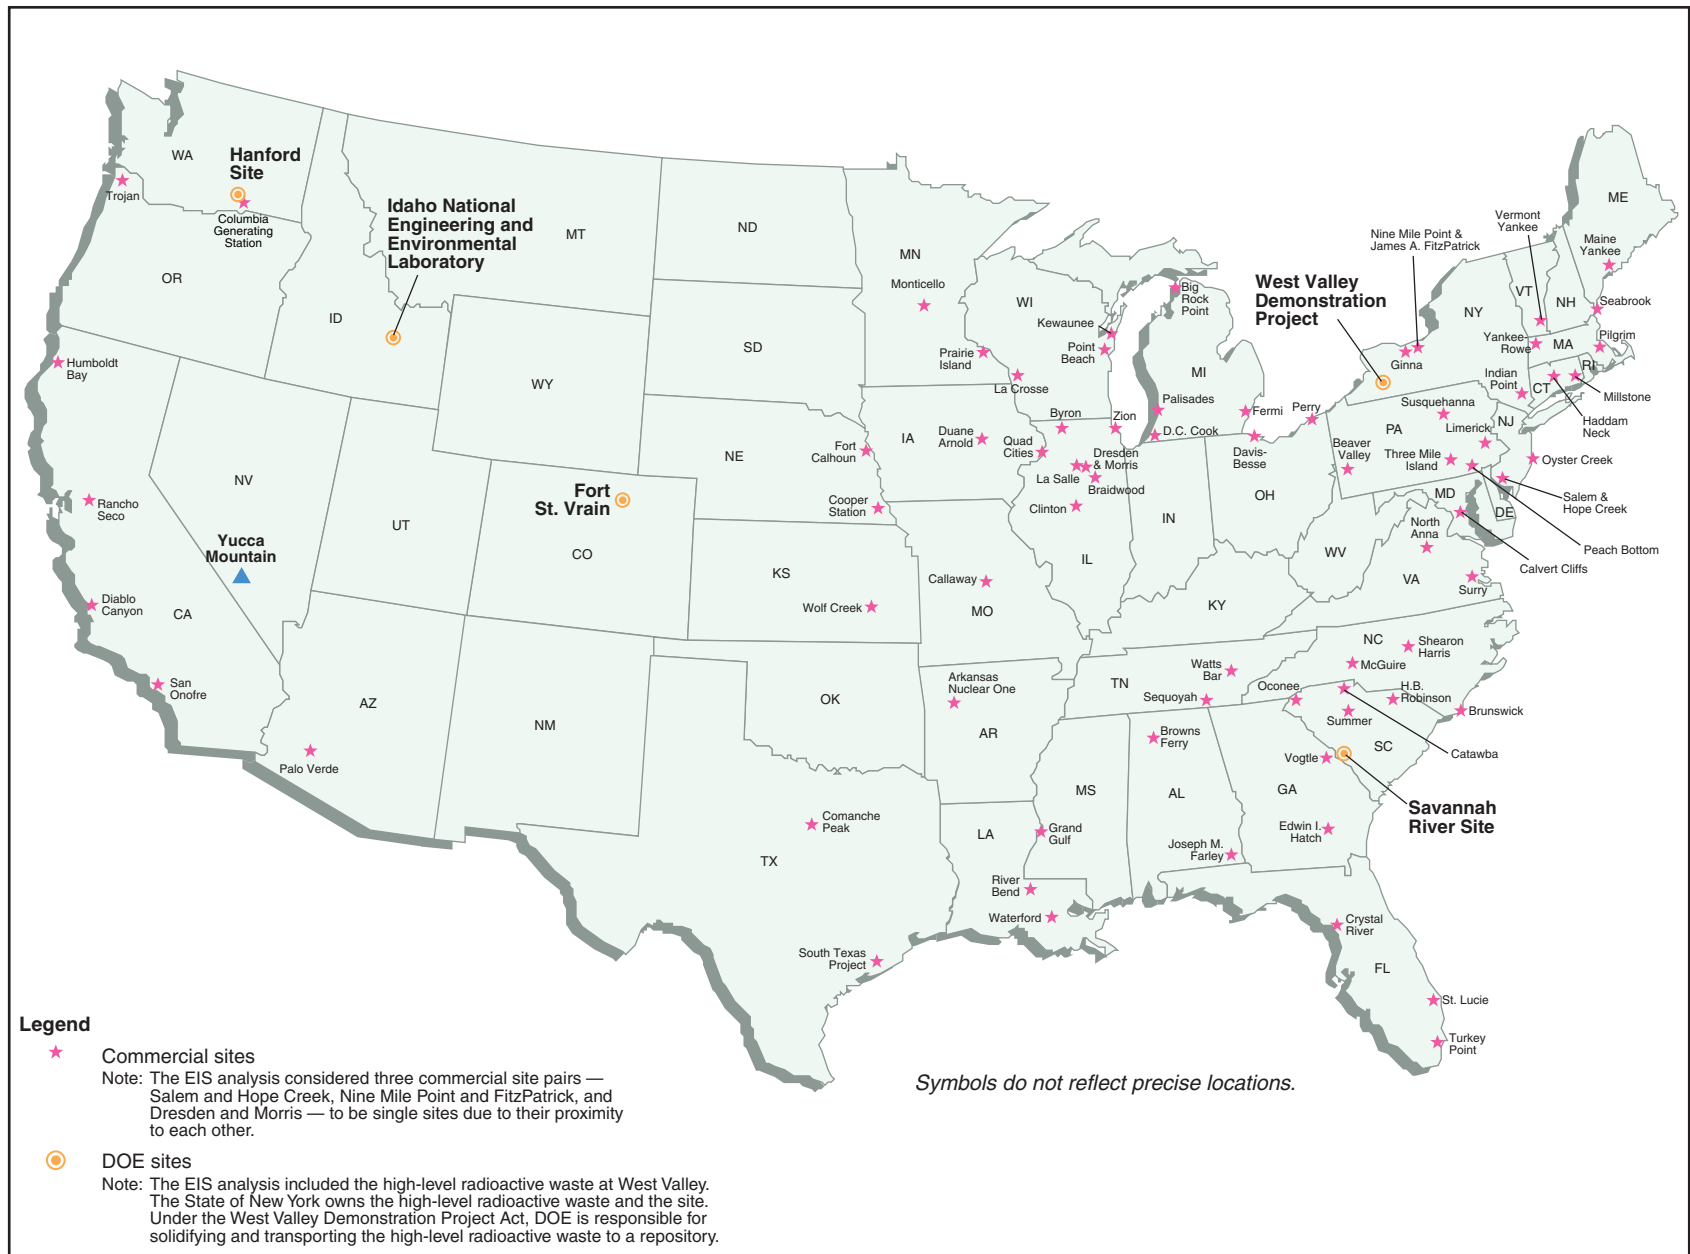 WA
Hanford
Site
Trojan
Columbia
Generating
Station
Idaho National
Engineering and
Environmental
Laboratory
MT
ND
OR
ID
MN
Monticello
SD
WY
Humboldt
Bay
Prairie
Island
WI
La Crosse
Kewaunee
Point
Beach
Big
Rock
Point
MI
Palisades
D.C. Cook
Fermi
Perry
Davis-
Besse
West Valley
Demonstration
Project
Nine Mile Point &
James A. FitzPatrick
Vermont
Yankee
ME
Maine
Yankee
NY
VT
NH
Seabrook
Yankee-
Rowe
MA
Pilgrim
Ginna
RI
Indian
Point
CT
Millstone
Haddam
Neck
Susquehanna
PA
Limerick
NJ
Beaver
Valley
Three Mile
Island
Oyster Creek
MD
DE
Salem &
Hope Creek
Peach Bottom
Calvert Cliffs
North
Anna
VA
Surry
WV
OH
IN
IL
KY
Byron
Zion
IA
Duane
Arnold
Quad
Cities
Dresden
& Morris
La Salle
Braidwood
Clinton
NE
Fort
Calhoun
Cooper
Station
NV
Rancho
Seco
Fort
St. Vrain
UT
CO
Yucca
Mountain
KS
Wolf Creek
Callaway
MO
Diablo
Canyon
CA
San
Onofre
AZ
Palo Verde
NM
OK
Arkansas
Nuclear One
AR
TN
Watts
Bar
Sequoyah
NC
Shearon
Harris
McGuire
Oconee
H.B.
Robinson
Brunswick
Summer
SC
Catawba
Browns
Ferry
Vogtle
Savannah
River Site
MS
AL
GA
Edwin I.
Hatch
Joseph M.
Farley
Comanche
Peak
TX
LA
Grand
Gulf
River
Bend
Waterford
South Texas
Project
Crystal
River
FL
St. Lucie
Turkey
Point
Symbols do not reflect precise locations.
Legend
Commercial sites
Note: The EIS analysis considered three commercial site pairs —
Salem and Hope Creek, Nine Mile Point and FitzPatrick, and
Dresden and Morris — to be single sites due to their proximity
to each other.
DOE sites
Note: The EIS analysis included the high-level radioactive waste at West Valley.
The State of New York owns the high-level radioactive waste and the site.
Under the West Valley Demonstration Project Act, DOE is responsible for
solidifying and transporting the high-level radioactive waste to a repository.